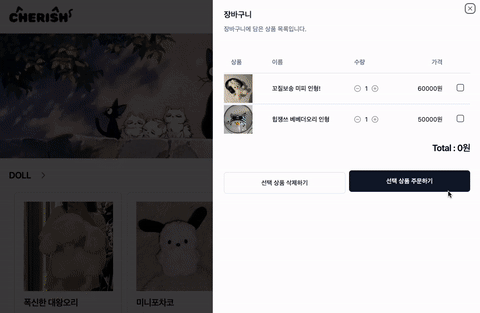 CHERISH
장바구니
장바구니에 담은 상품 목록입니다.
상품 이름 수량 가격
꼬질보송 미피 인형! 1 60000원
힙쟁쓰 베베더오리 인형 1 50000원
Total : 0원
선택 상품 삭제하기 선택 상품 주문하기
DOLL
폭신한 대왕오리 미니포차코